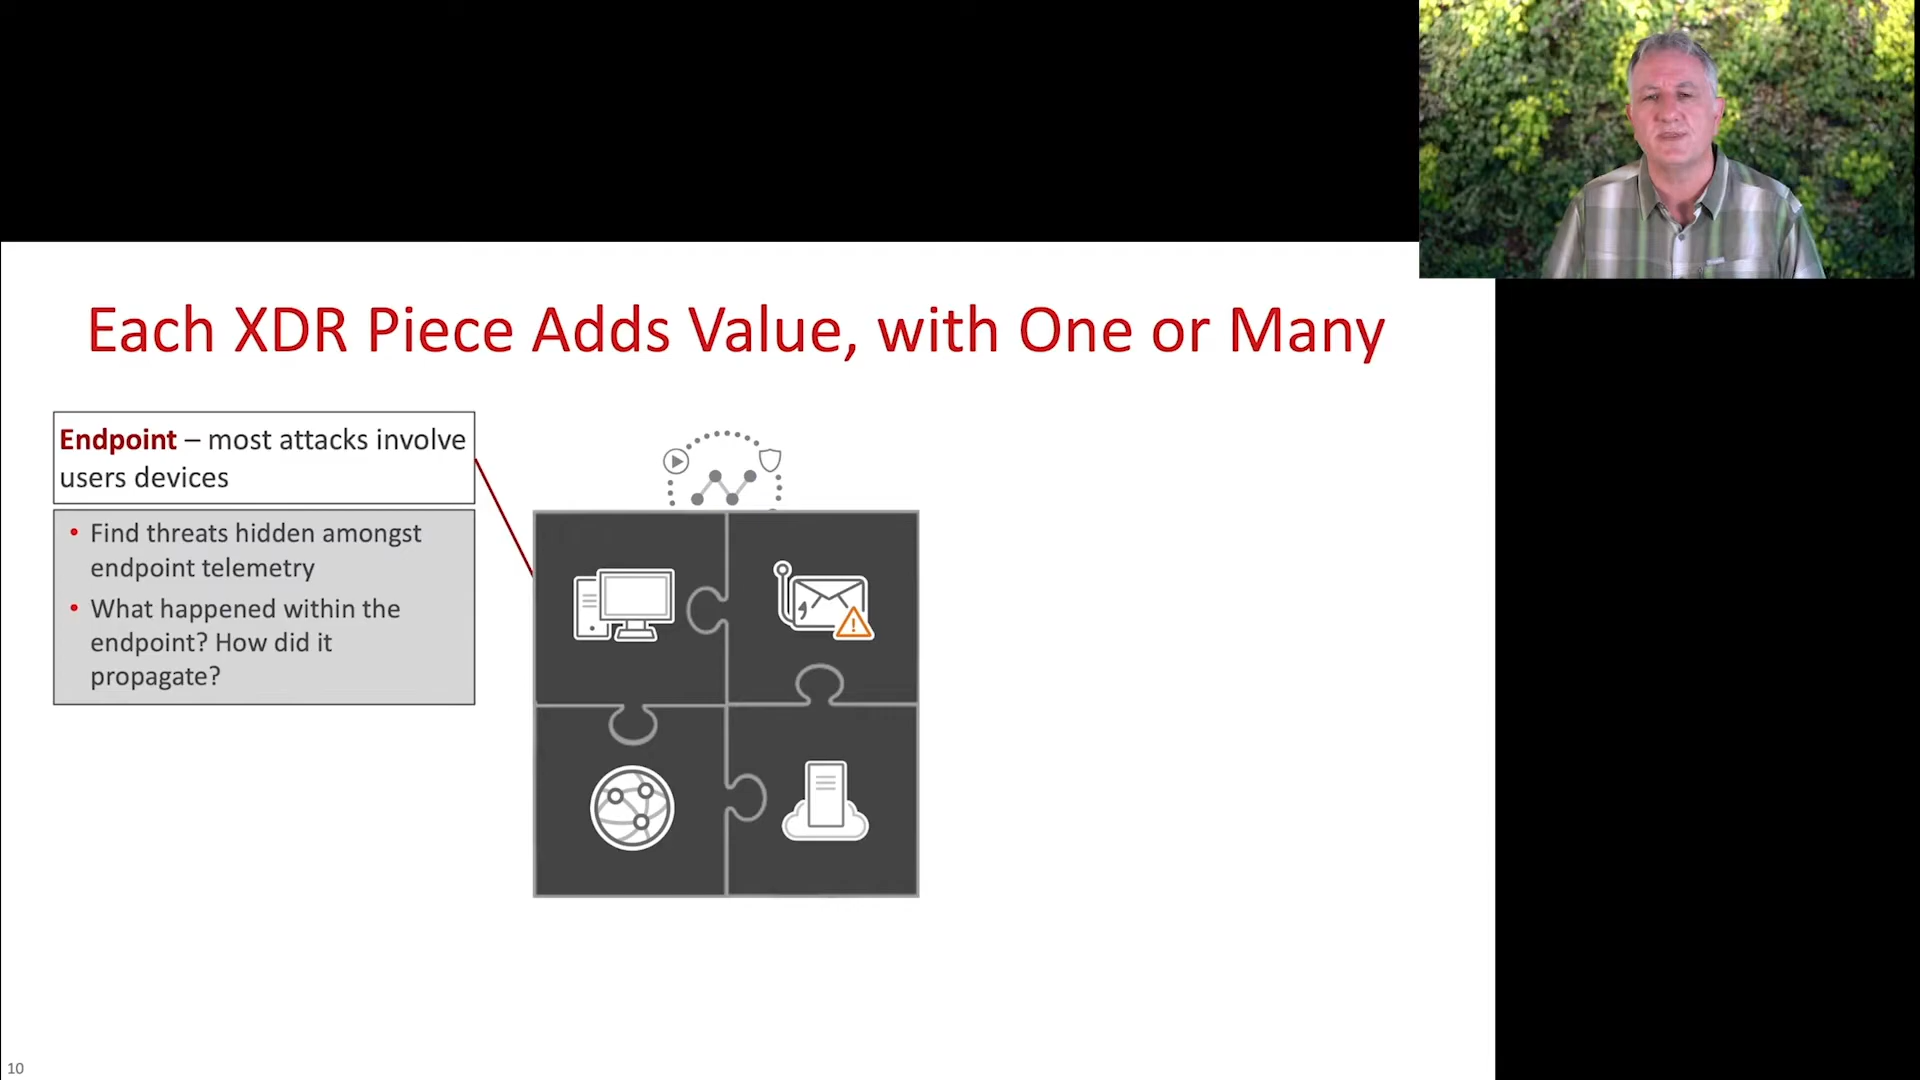 Each XDR Piece Adds Value, with One or Many
Endpoint – most attacks involve
users devices
• Find threats hidden amongst
endpoint telemetry
• What happened within the
endpoint? How did it
propagate?
10